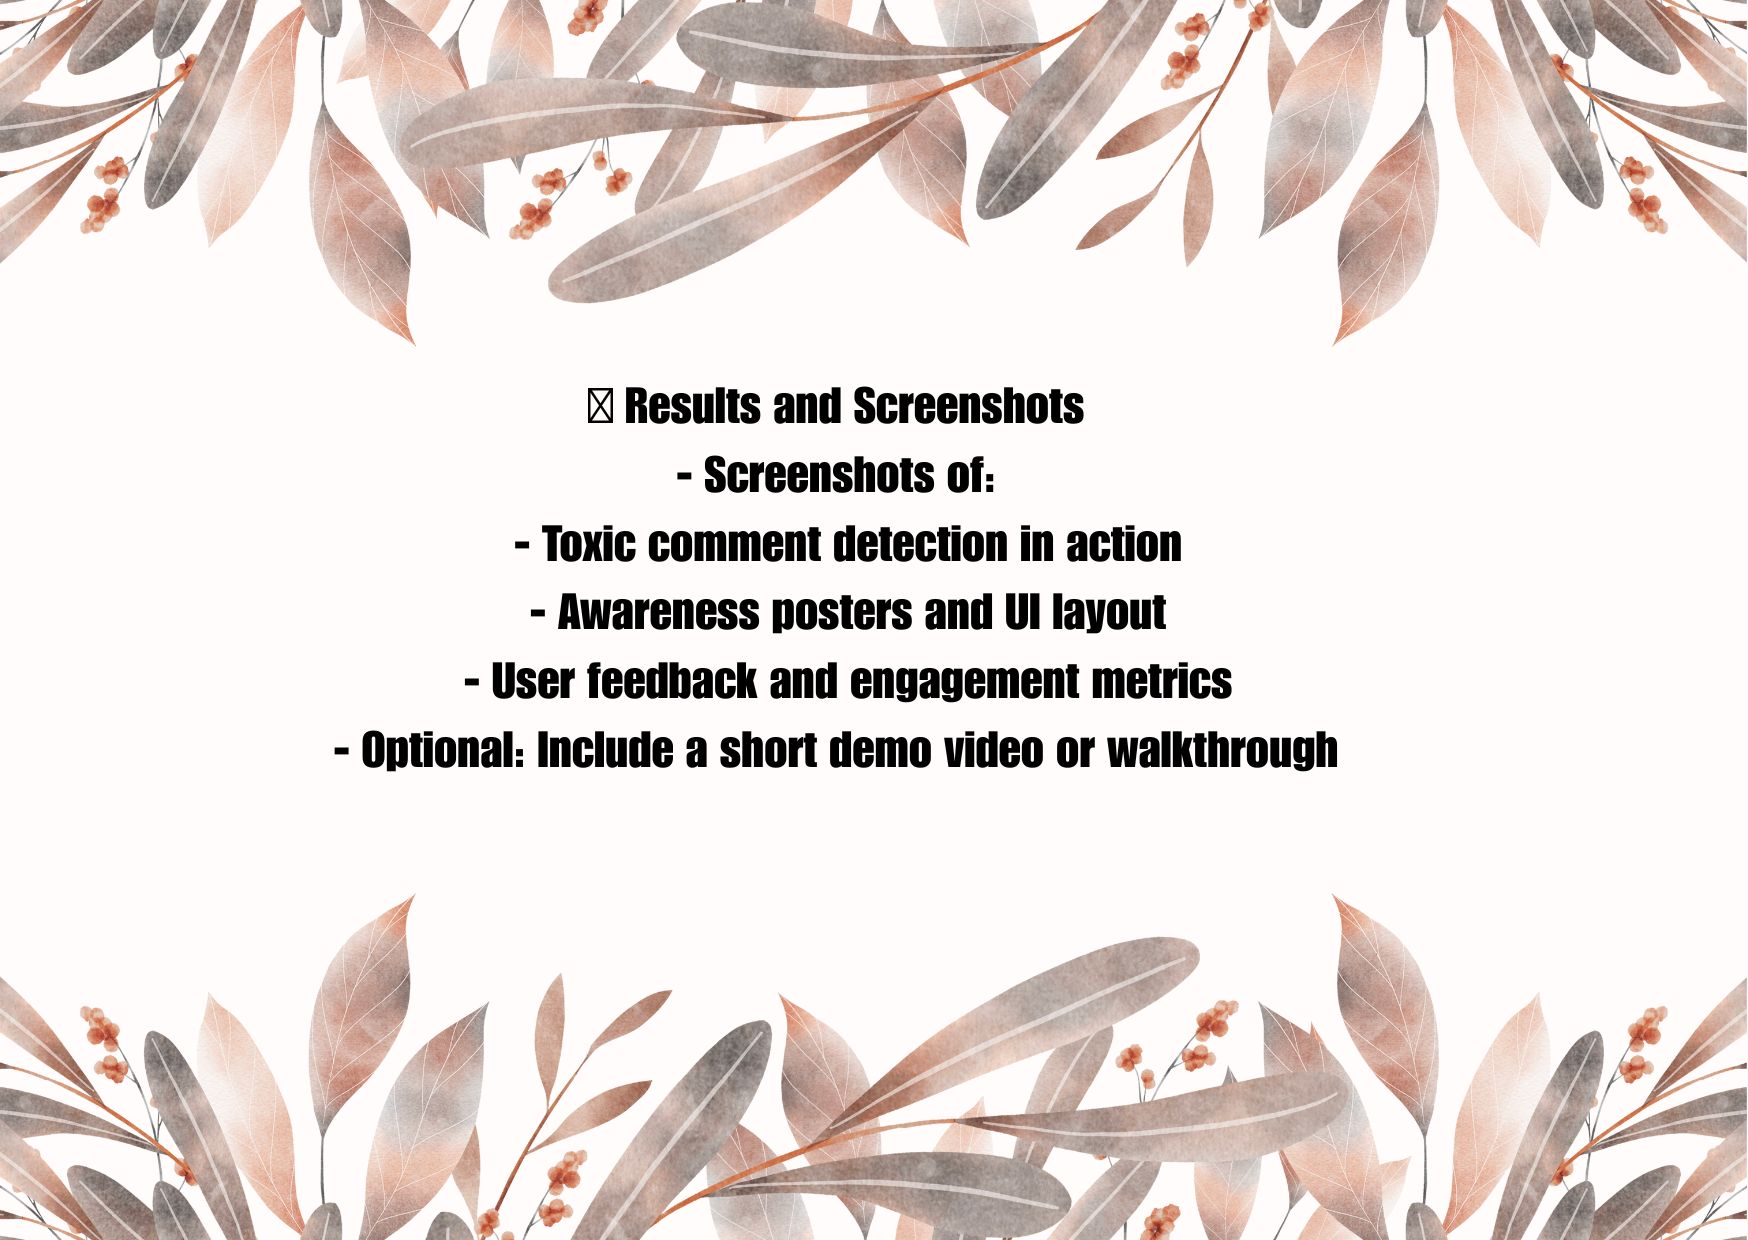 Results and Screenshots
- Screenshots of:
- Toxic comment detection in action
- Awareness posters and UI layout
- User feedback and engagement metrics
- Optional: Include a short demo video or walkthrough